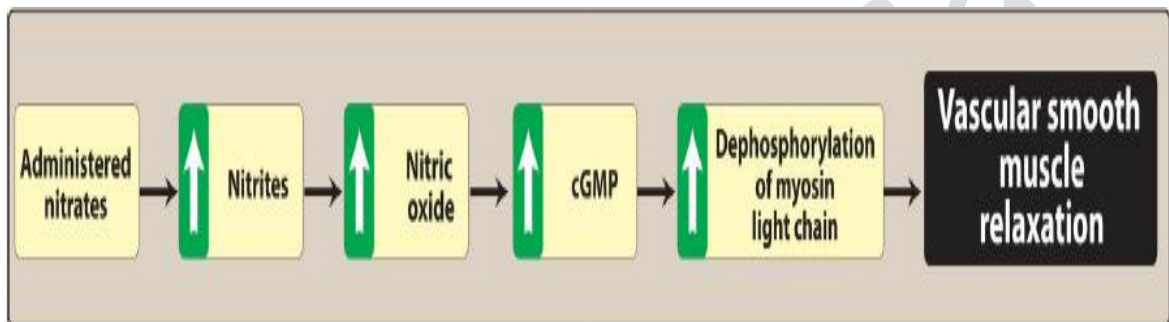 Administered
nitrates
Nitrites
Nitric
oxide
cGMP
Dephosphorylation
of myosin
light chain
Vascular smooth
muscle
relaxation